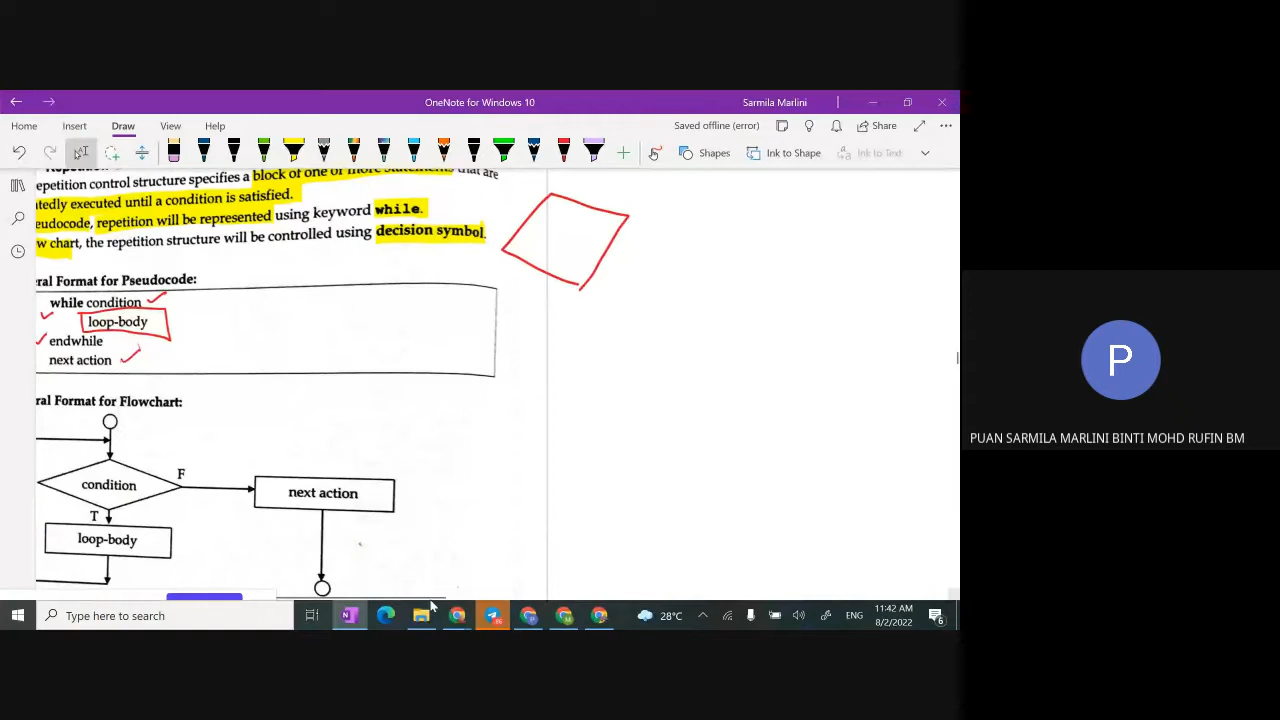 OneNote for Windows 10
Sarmila Marlini
Home Insert Draw View Help
Saved offline (error)
Share
Shapes
Ink to Shape
Ink to Text
epetition control structure specifies a block of one or more statements that are
atedly executed until a condition is satisfied.
eudocode, repetition will be represented using keyword while.
w chart, the repetition structure will be controlled using decision symbol.
eral Format for Pseudocode:
while condition
loop-body
endwhile
next action
eral Format for Flowchart:
condition
F
next action
T
loop-body
P
PUAN SARMILA MARLINI BINTI MOHD RUFIN BM
Type here to search
86
28°C
ENG
11:42 AM
8/2/2022
6